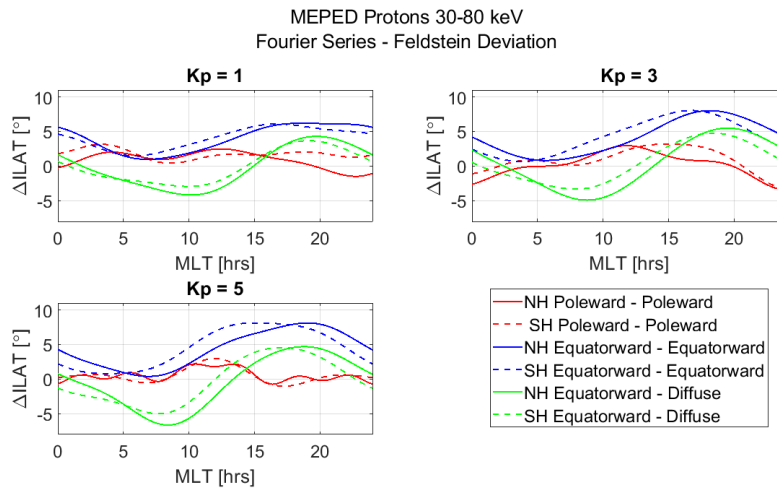 MEPED Protons 30-80 keV
Fourier Series - Feldstein Deviation
Kp = 1
10
5
0
-5
ΔILAT [°]
0 5 10 15 20
MLT [hrs]
Kp = 3
10
5
0
-5
ΔILAT [°]
0 5 10 15 20
MLT [hrs]
Kp = 5
10
5
0
-5
ΔILAT [°]
0 5 10 15 20
MLT [hrs]
NH Poleward - Poleward
SH Poleward - Poleward
NH Equatorward - Equatorward
SH Equatorward - Equatorward
NH Equatorward - Diffuse
SH Equatorward - Diffuse